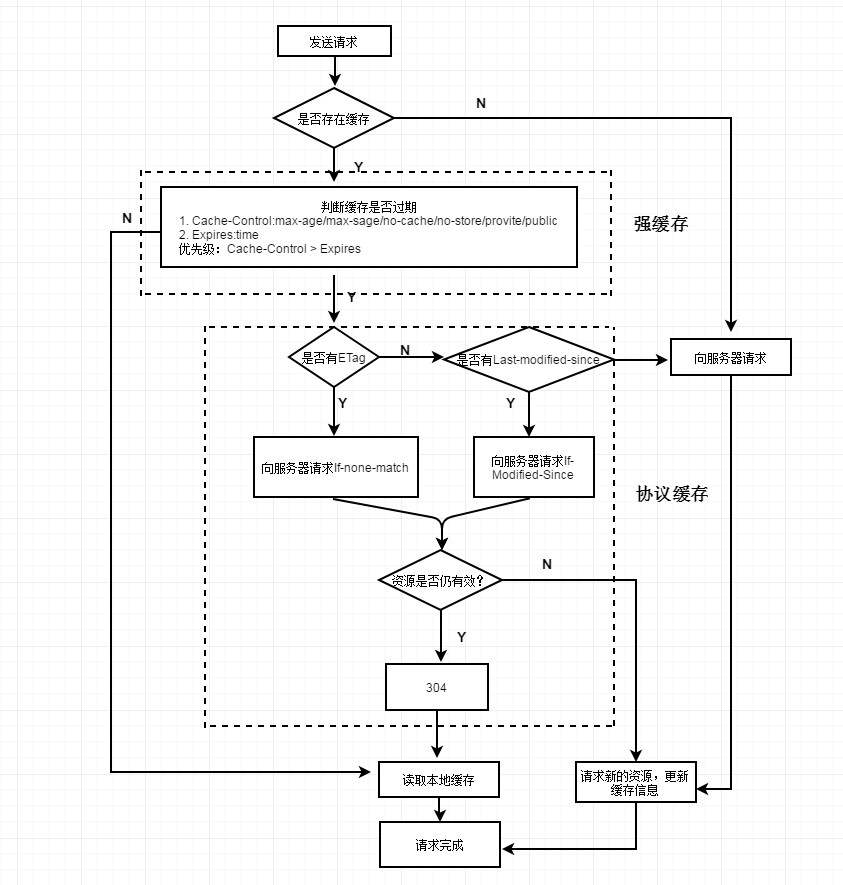 发送请求
是否存在缓存
N
Y
判断缓存是否过期
1. Cache-Control:max-age/max-sage/no-cache/no-store/provite/public
2. Expires:time
优先级：Cache-Control > Expires
N
强缓存
Y
是否有ETag
N
是否有Last-modified-since
向服务器请求
Y
Y
向服务器请求If-none-match
向服务器请求If-
Modified-Since
协议缓存
资源是否仍有效?
N
Y
304
读取本地缓存
请求新的资源，更新
缓存信息
请求完成